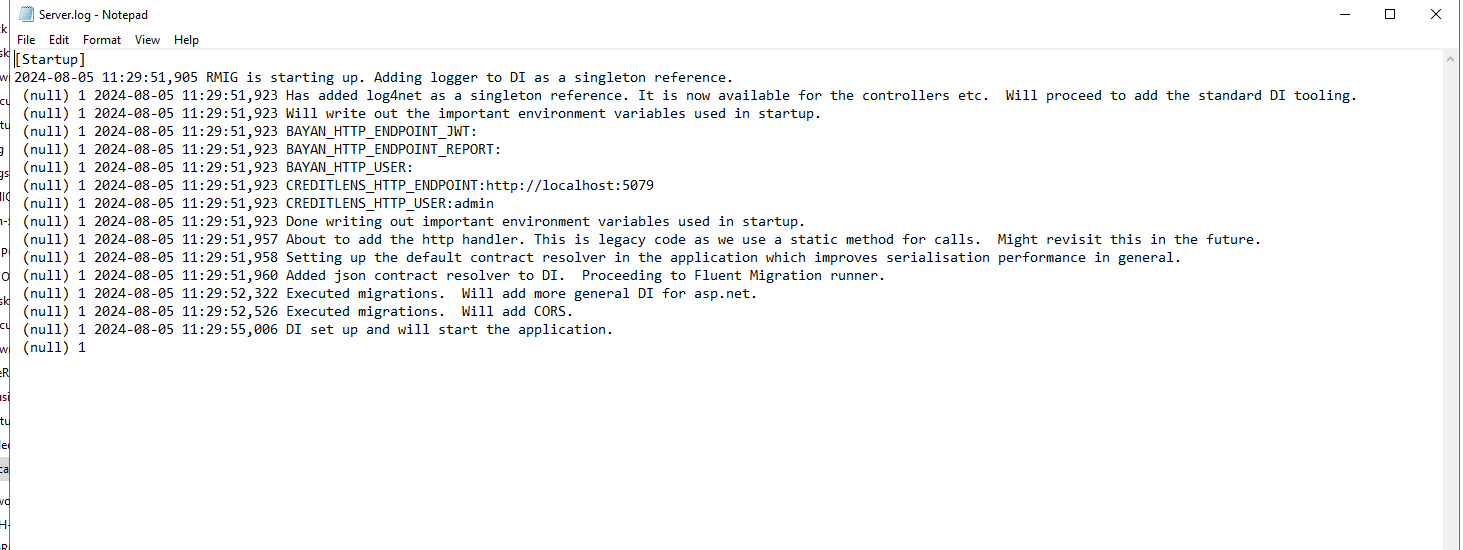 Server.log - Notepad
File Edit Format View Help
[Startup]
2024-08-05 11:29:51,905 RMIG is starting up. Adding logger to DI as a singleton reference.
(null) 1 2024-08-05 11:29:51,923 Has added log4net as a singleton reference. It is now available for the controllers etc.  Will proceed to add the standard DI tooling.
(null) 1 2024-08-05 11:29:51,923 Will write out the important environment variables used in startup.
(null) 1 2024-08-05 11:29:51,923 BAYAN_HTTP_ENDPOINT_JWT:
(null) 1 2024-08-05 11:29:51,923 BAYAN_HTTP_ENDPOINT_REPORT:
(null) 1 2024-08-05 11:29:51,923 BAYAN_HTTP_USER:
(null) 1 2024-08-05 11:29:51,923 CREDITLENS_HTTP_ENDPOINT:http://localhost:5079
(null) 1 2024-08-05 11:29:51,923 CREDITLENS_HTTP_USER:admin
(null) 1 2024-08-05 11:29:51,923 Done writing out important environment variables used in startup.
(null) 1 2024-08-05 11:29:51,957 About to add the http handler. This is legacy code as we use a static method for calls.  Might revisit this in the future.
(null) 1 2024-08-05 11:29:51,958 Setting up the default contract resolver in the application which improves serialisation performance in general.
(null) 1 2024-08-05 11:29:51,960 Added json contract resolver to DI.  Proceeding to Fluent Migration runner.
(null) 1 2024-08-05 11:29:52,322 Executed migrations.  Will add more general DI for asp.net.
(null) 1 2024-08-05 11:29:52,526 Executed migrations.  Will add CORS.
(null) 1 2024-08-05 11:29:55,006 DI set up and will start the application.
(null) 1